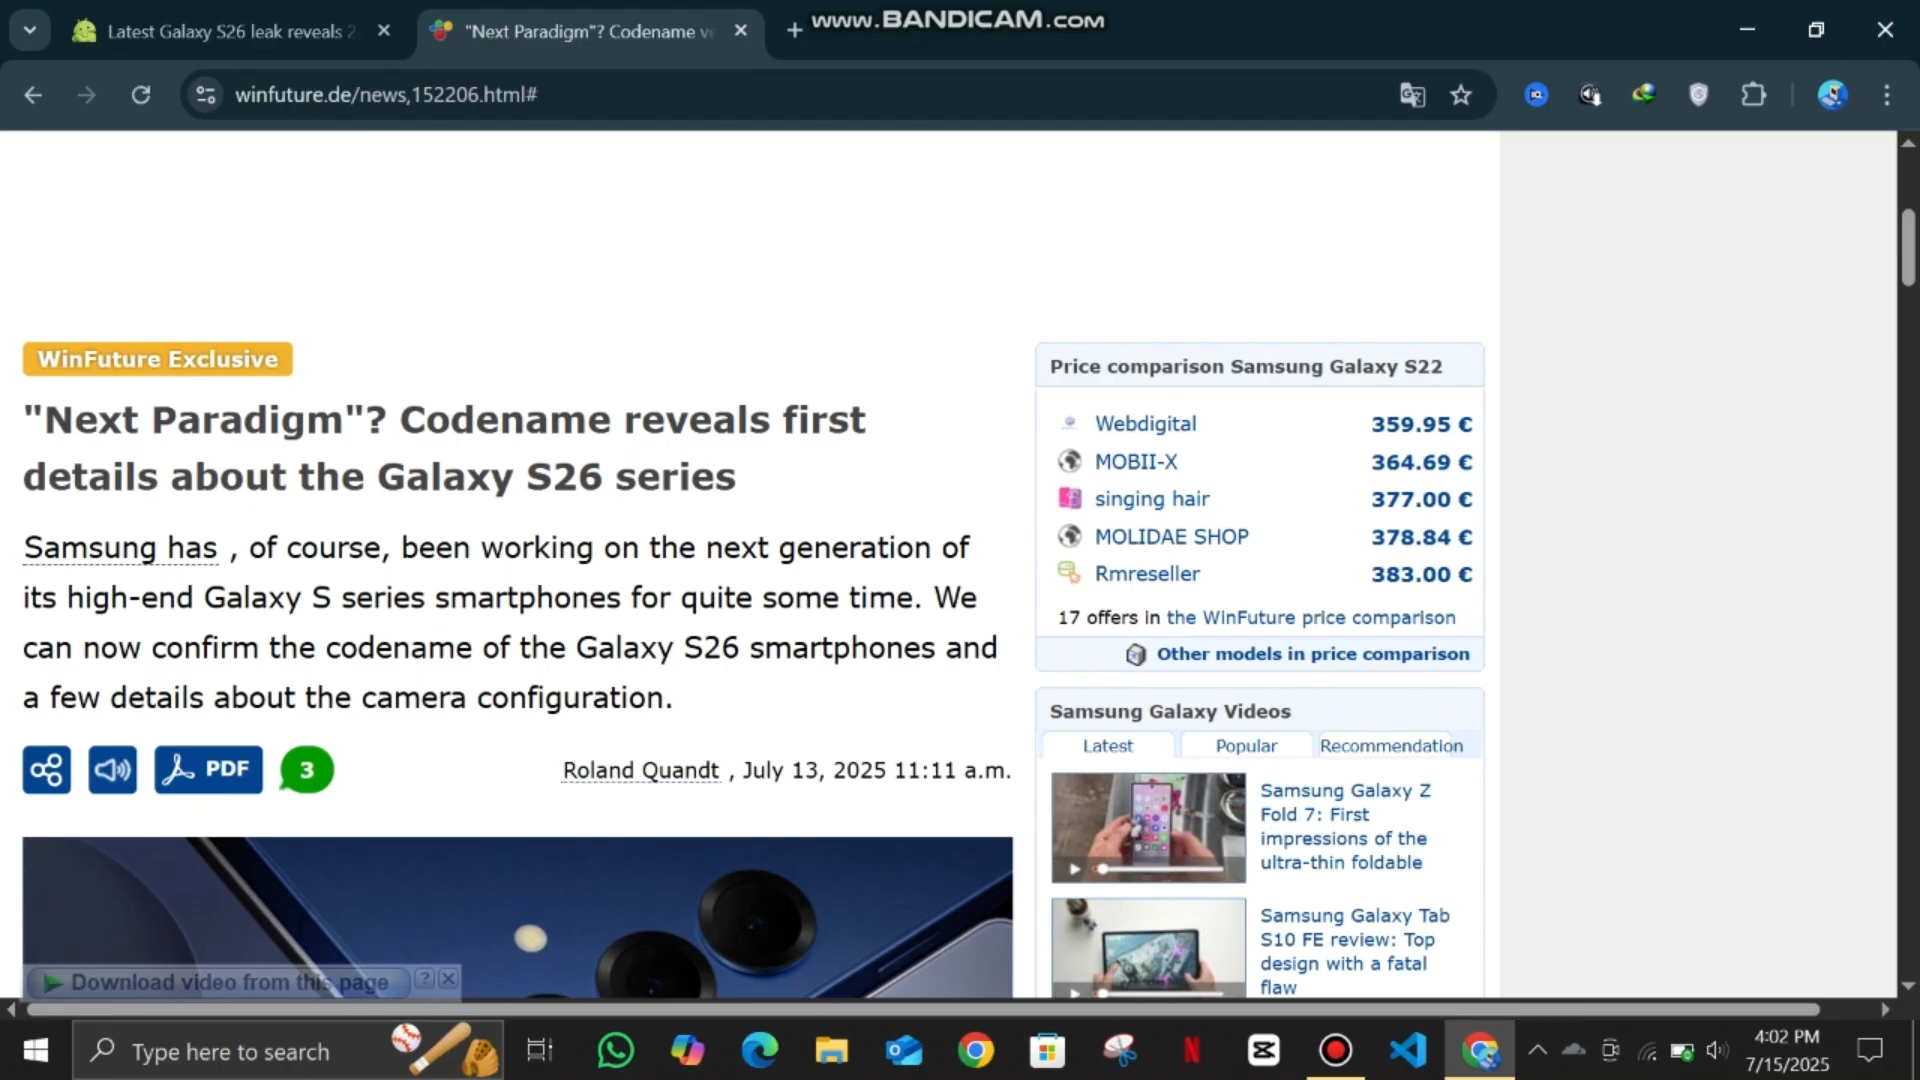 Latest Galaxy S26 leak reveals 2
"Next Paradigm"? Codename ve
www.BANDICAM.com
winfuture.de/news,152206.html#
WinFuture Exclusive
"Next Paradigm"? Codename reveals first
details about the Galaxy S26 series
Samsung has , of course, been working on the next generation of
its high-end Galaxy S series smartphones for quite some time. We
can now confirm the codename of the Galaxy S26 smartphones and
a few details about the camera configuration.
PDF
3
Roland Quandt , July 13, 2025 11:11 a.m.
Price comparison Samsung Galaxy S22
Webdigital 359.95 €
MOBII-X 364.69 €
singing hair 377.00 €
MOLIDAE SHOP 378.84 €
Rmreseller 383.00 €
17 offers in the WinFuture price comparison
Other models in price comparison
Samsung Galaxy Videos
Latest Popular Recommendation
Samsung Galaxy Z
Fold 7: First
impressions of the
ultra-thin foldable
Samsung Galaxy Tab
S10 FE review: Top
design with a fatal
flaw
Download video from this page
?
Type here to search
4:02 PM
7/15/2025